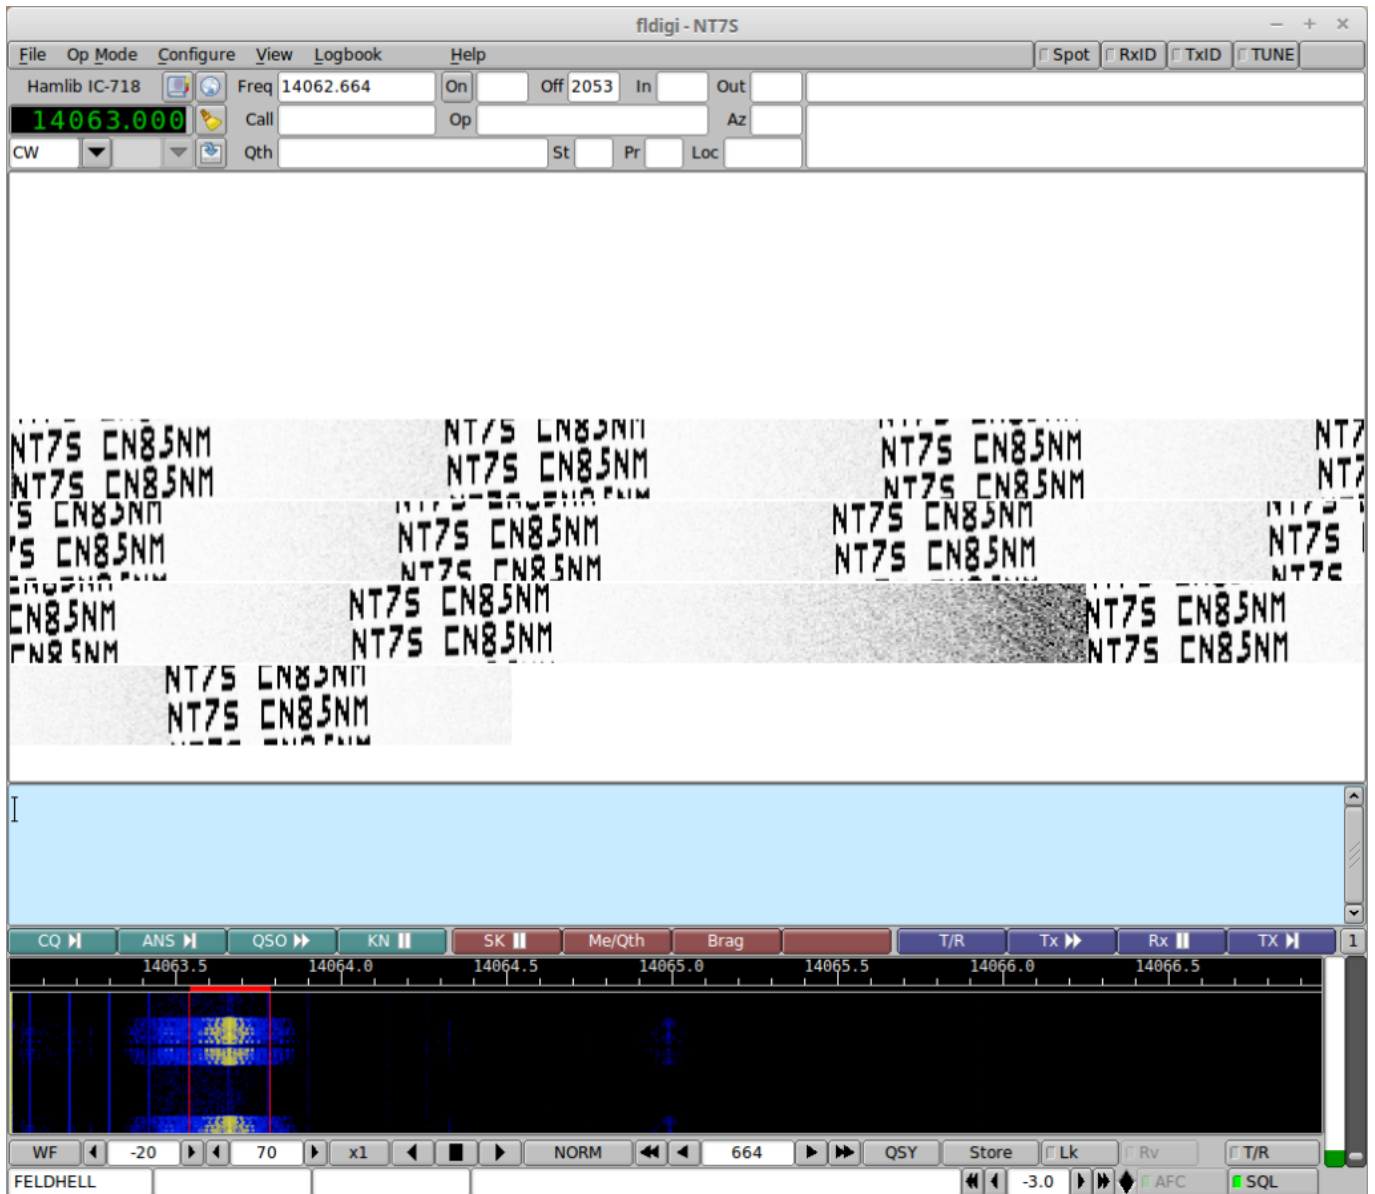 fldigi - NT7S
File Op Mode Configure View Logbook Help Spot RxID TxID TUNE
Hamlib IC-718 Freq 14062.664 On Off 2053 In Out
14063.000 Call Op Az
CW Qth St Pr Loc
NT7S CN85NM NT7S CN85NM NT7S CN85NM NT7
NT7S CN85NM NT7S CN85NM NT7S CN85NM NT7
S CN85NM NT7S CN85NM NT7S CN85NM NT7S
S CN85NM NT7S CN85NM NT7S CN85NM NT7S
CN85NM NT7S CN85NM NT7S CN85NM
CN85NM NT7S CN85NM NT7S CN85NM
NT7S CN85NM
NT7S CN85NM
CQ ANS QSO KN SK Me/Qth Brag T/R Tx Rx TX 1
14063.5 14064.0 14064.5 14065.0 14065.5 14066.0 14066.5
WF -20 70 x1 NORM 664 QSY Store Lk Rv T/R
FELDHELL -3.0 AFC SQL